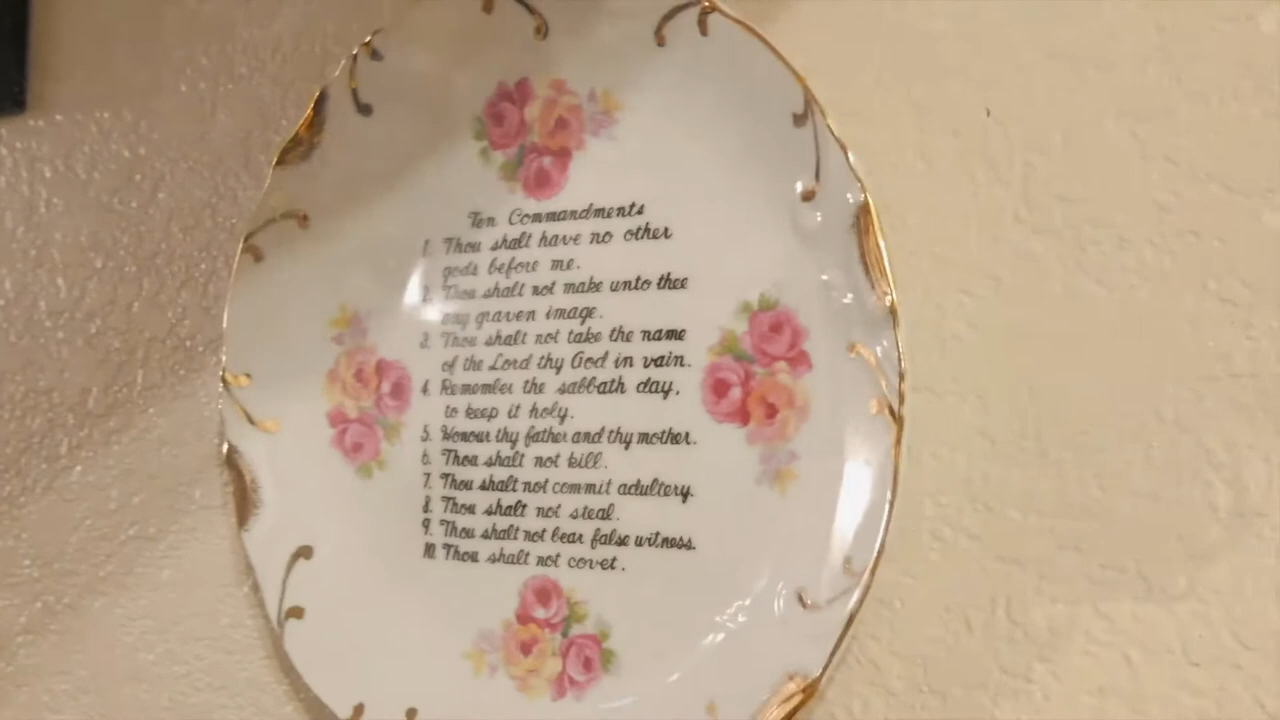 Ten Commandments
1. Thou shalt have no other
gods before me.
2. Thou shalt not make unto thee
any graven image.
3. Thou shalt not take the name
of the Lord thy God in vain.
4. Remember the sabbath day,
to keep it holy.
5. Honour thy father and thy mother.
6. Thou shalt not kill.
7. Thou shalt not commit adultery.
8. Thou shalt not steal.
9. Thou shalt not bear false witness.
10. Thou shalt not covet.